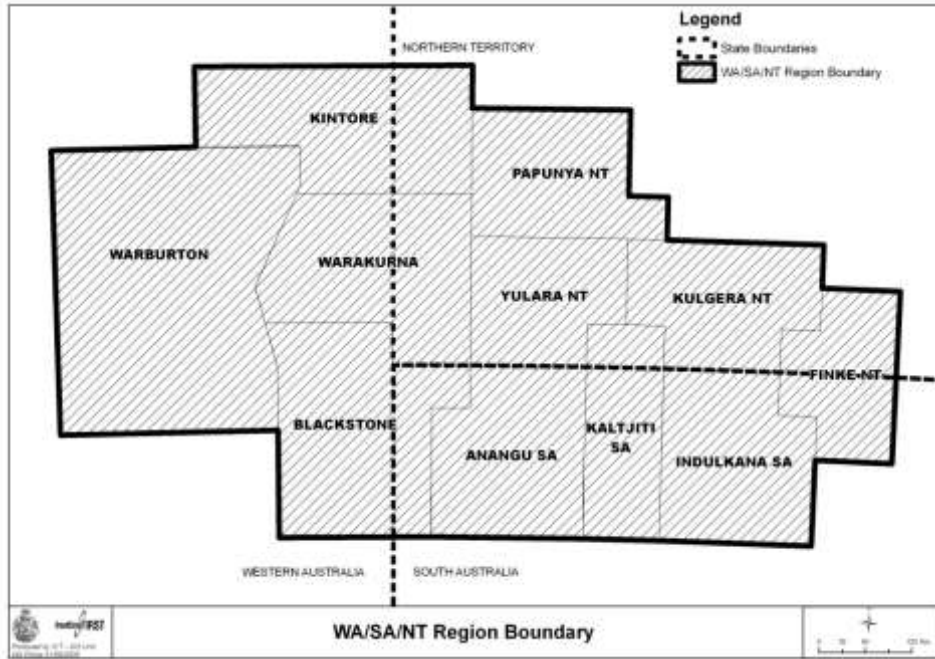 Legend
State Boundaries
WA/SA/NT Region Boundary
NORTHERN TERRITORY
KINTORE
PAPUNYA NT
WARBURTON
WARAKURNA
YULARA NT
KULGERA NT
FINKE NT
BLACKSTONE
KALTJITI
SA
ANANGU SA
INDULKANA SA
WESTERN AUSTRALIA
SOUTH AUSTRALIA
WA/SA/NT Region Boundary